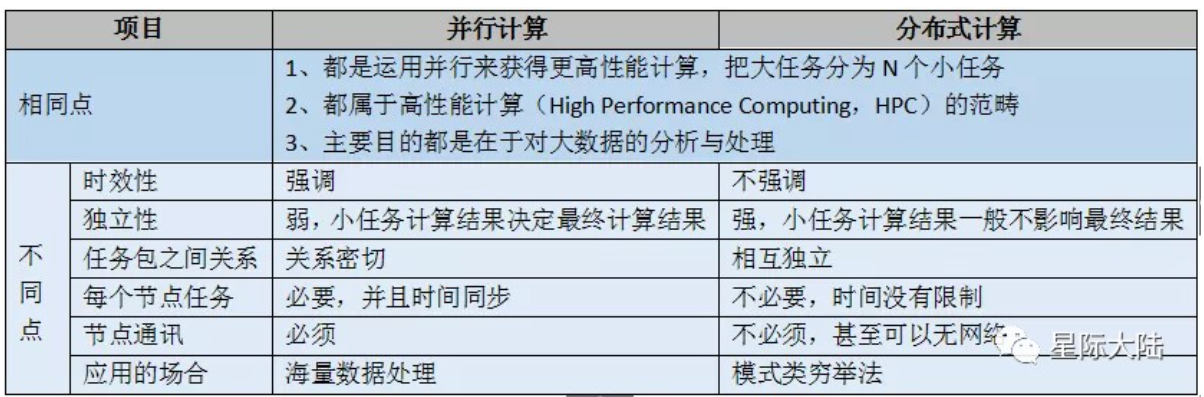 项目 并行计算 分布式计算
相同点
1、都是运用并行来获得更高性能计算，把大任务分为 N 个小任务
2、都属于高性能计算（High Performance Computing，HPC）的范畴
3、主要目的都是在于对大数据的分析与处理
不同点
时效性 强调 不强调
独立性 弱，小任务计算结果决定最终计算结果 强，小任务计算结果一般不影响最终结果
任务包之间关系 关系密切 相互独立
每个节点任务 必要，并且时间同步 不必要，时间没有限制
节点通讯 必须 不必须，甚至可以无网络
应用的场合 海量数据处理 模式类穷举法
星际大陆